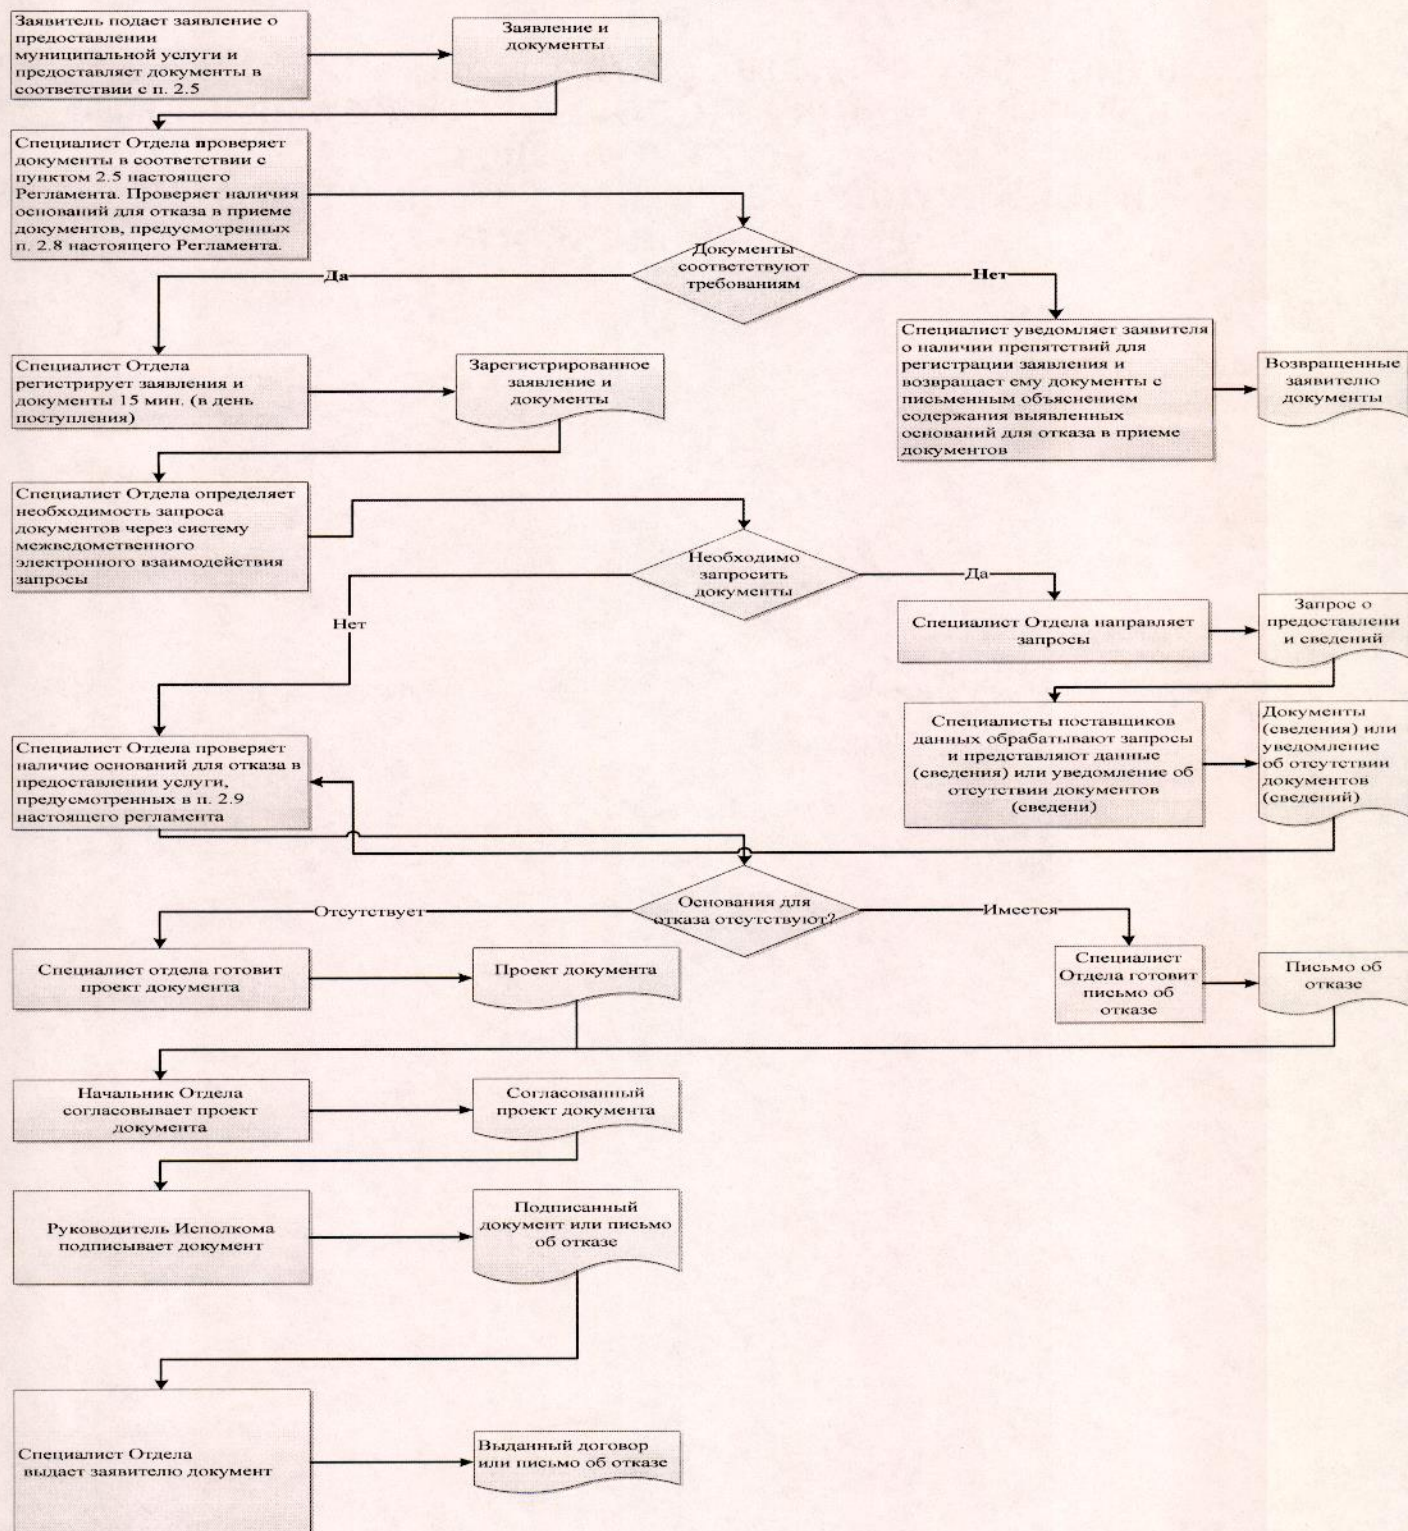 Заявитель подает заявление о
предоставлении
муниципальной услуги и
предоставляет документы в
соответствии с п. 2.5
Заявление и
документы
Специалист Отдела проверяет
документы в соответствии с
пунктом 2.5 настоящего
Регламента. Проверяет наличия
оснований для отказа в приеме
документов, предусмотренных
п. 2.8 настоящего Регламента.
Документы
соответствуют
требованиям
Да
Нет
Специалист Отдела
регистрирует заявления и
документы 15 мин. (в день
поступления)
Зарегистрированное
заявление и
документы
Специалист уведомляет заявителя
о наличии препятствий для
регистрации заявления и
возвращает ему документы с
письменным объяснением
содержания выявленных
оснований для отказа в приеме
документов
Возвращенные
заявителю
документы
Специалист Отдела определяет
необходимость запроса
документов через систему
межведомственного
электронного взаимодействия
запросы
Необходимо
запросить
документы
Да
Нет
Специалист Отдела направляет
запросы
Запрос о
предоставлени
и сведений
Специалисты поставщиков
данных обрабатывают запросы
и представляют данные
(сведения) или уведомление об
отсутствии документов
(сведени)
Документы
(сведения) или
уведомление
об отсутствии
документов
(сведений)
Специалист Отдела проверяет
наличие оснований для отказа в
предоставлении услуги,
предусмотренных в п. 2.9
настоящего регламента
Основания для
отказа отсутствуют?
Отсутствует
Имеется
Специалист отдела готовит
проект документа
Проект документа
Специалист
Отдела готовит
письмо об
отказе
Письмо об
отказе
Начальник Отдела
согласовывает проект
документа
Согласованный
проект документа
Руководитель Исполкома
подписывает документ
Подписанный
документ или письмо
об отказе
Специалист Отдела
выдает заявителю документ
Выданный договор
или письмо об отказе